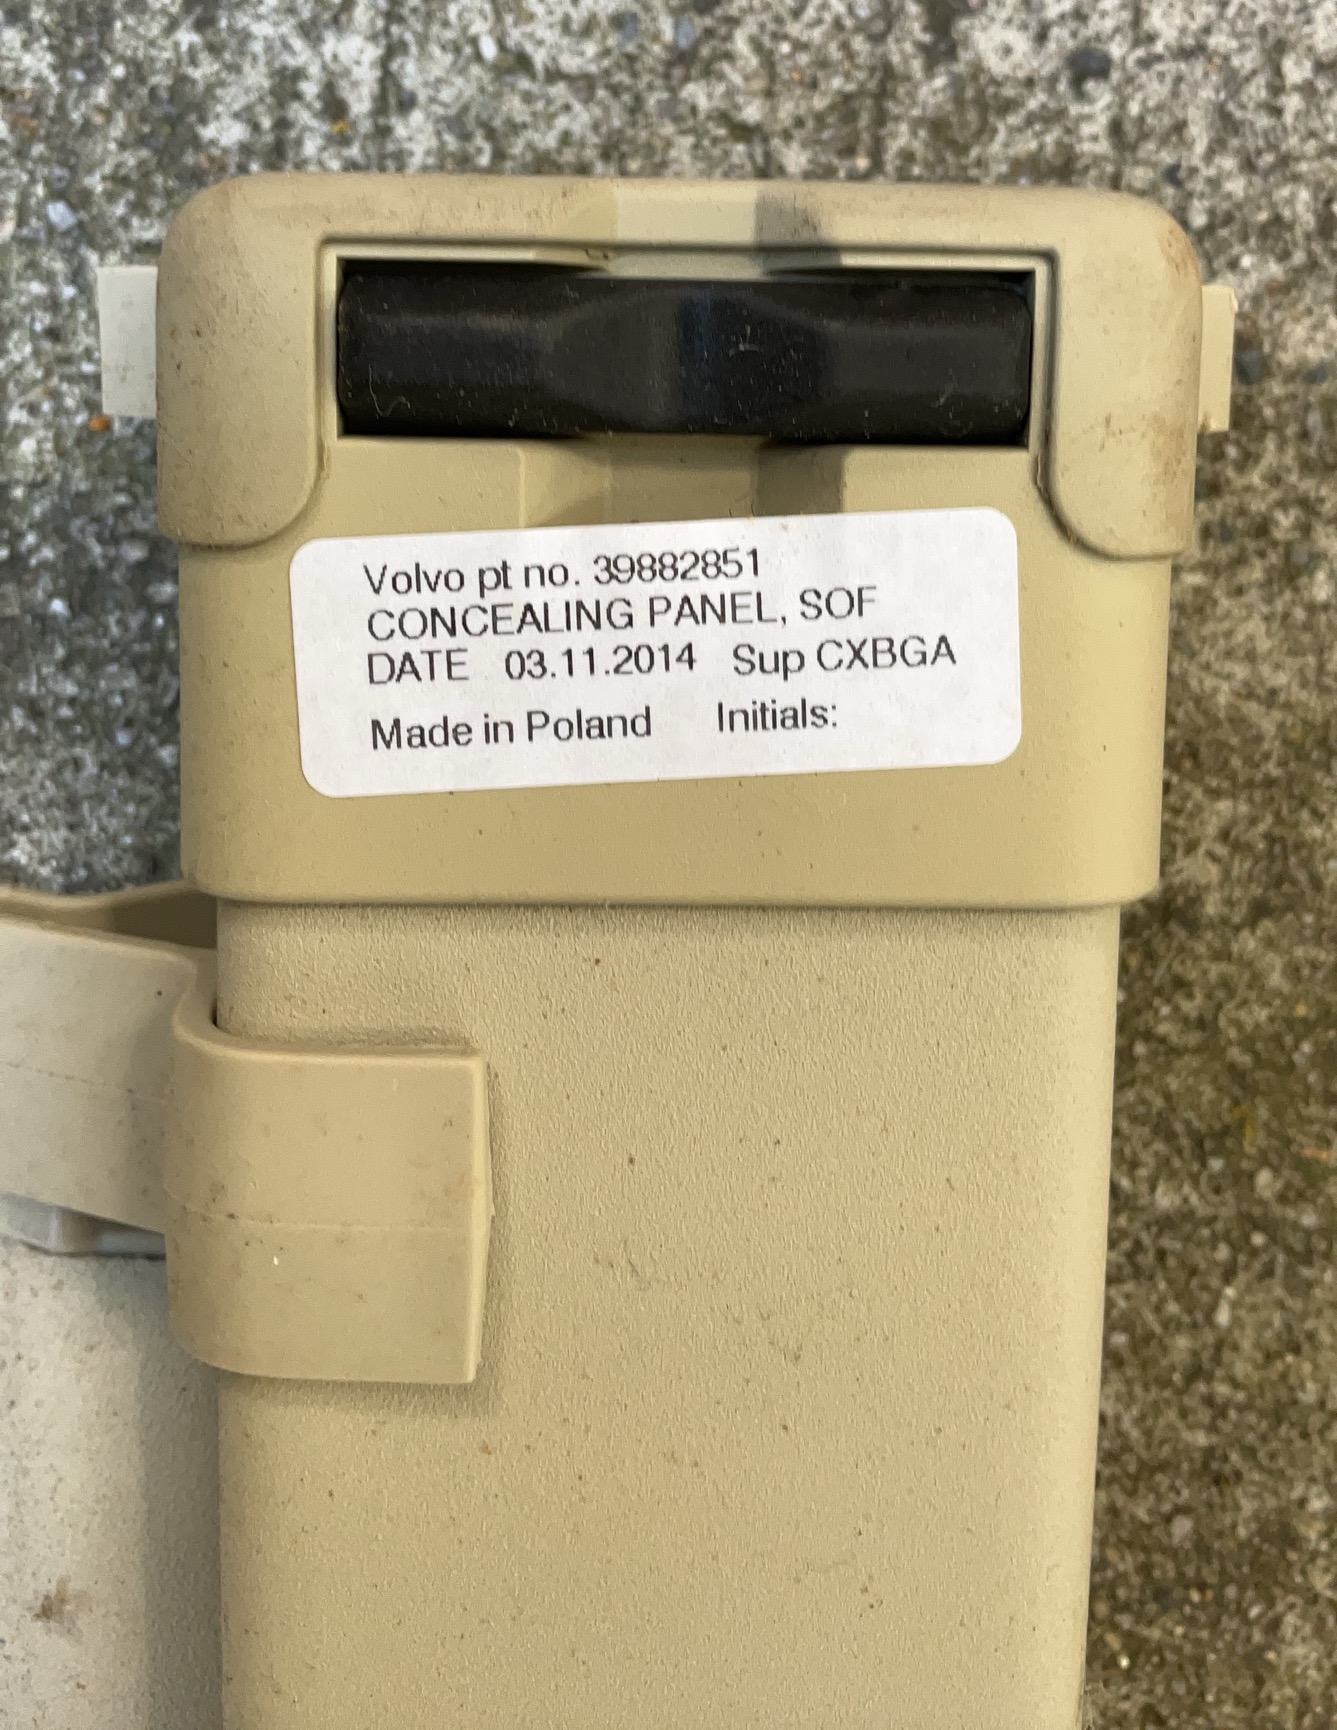 Volvo pt no. 39882851
CONCEALING PANEL, SOF
DATE 03.11.2014 Sup CXBGA
Made in Poland Initials: